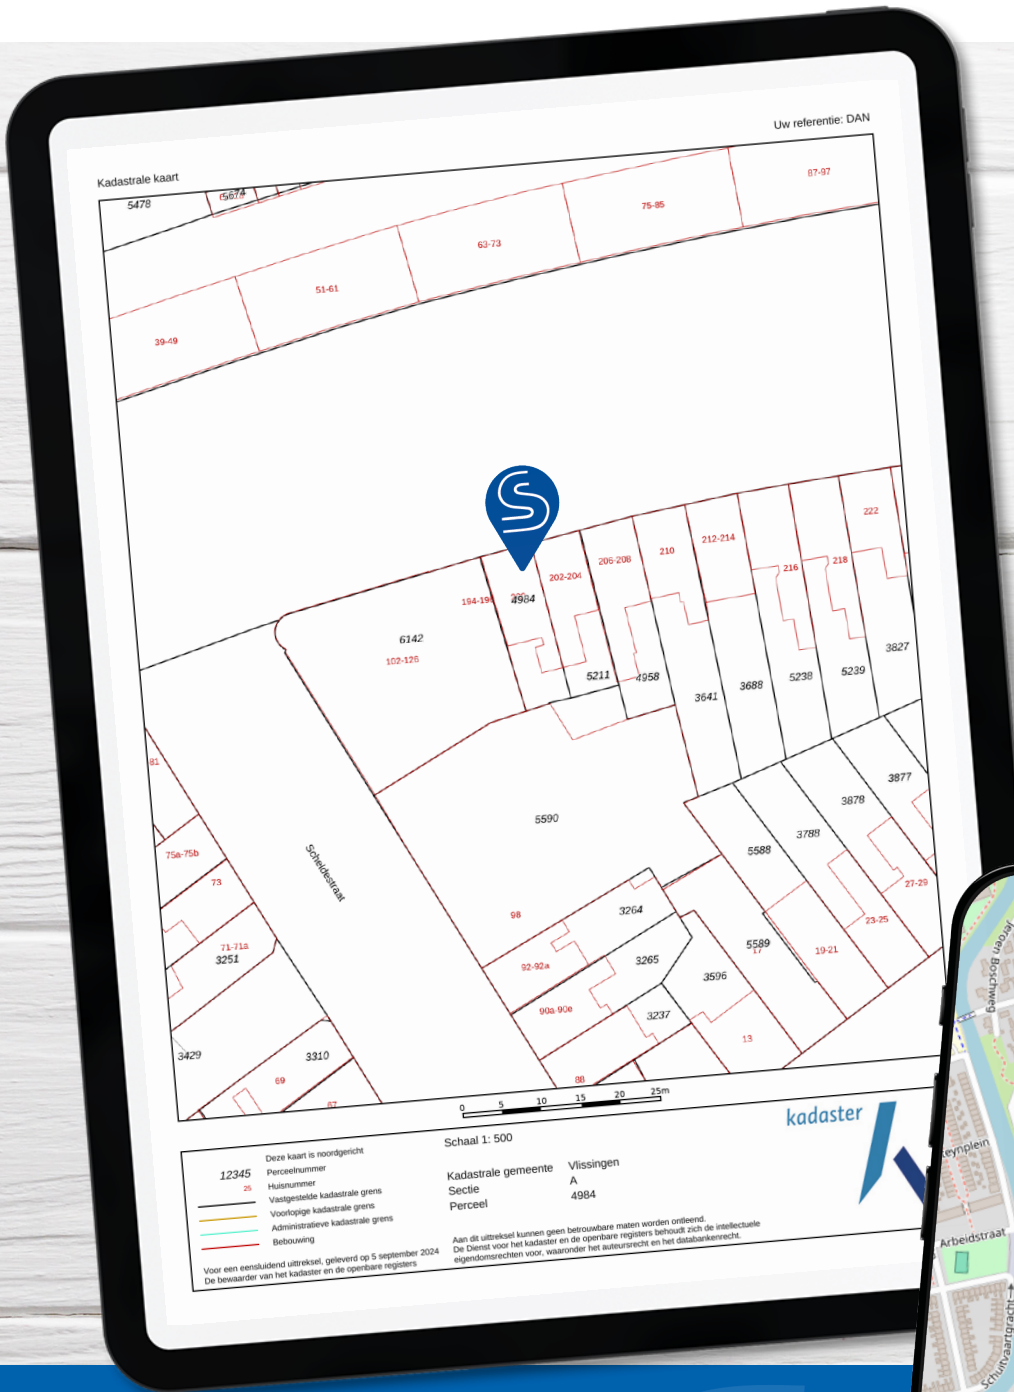 Uw referentie: DAN
Kadastrale kaart
5478
5674
87-97
75-85
63-73
51-61
39-49
222
212-214
210
206-208
216
218
202-204
194-196
4984
6142
102-126
5211
4958
3641
3688
5238
5239
3827
81
5590
3877
3878
3788
5588
75a-75b
73
Scheldestraat
71-71a
3251
98
3264
92-92a
3265
90a-90e
3237
3596
5589
17
19-21
23-25
27-29
13
3429
3310
69
67
88
0 5 10 15 20 25m
Schaal 1: 500
kadaster
Deze kaart is noordgericht
12345 Perceelnummer
25 Huisnummer
Vastgestelde kadastrale grens
Voorlopige kadastrale grens
Administratieve kadastrale grens
Bebouwing
Kadastrale gemeente Vlissingen
Sectie A
Perceel 4984
Voor een eensluidend uittreksel, geleverd op 5 september 2024
De bewaarder van het kadaster en de openbare registers
Aan dit uittreksel kunnen geen betrouwbare maten worden ontleend.
De Dienst voor het kadaster en de openbare registers behoudt zich de intellectuele
eigendomsrechten voor, waaronder het auteursrecht en het databankenrecht.
Jeroen Boschweg
Arbeidstraat
Schuitvaartgracht